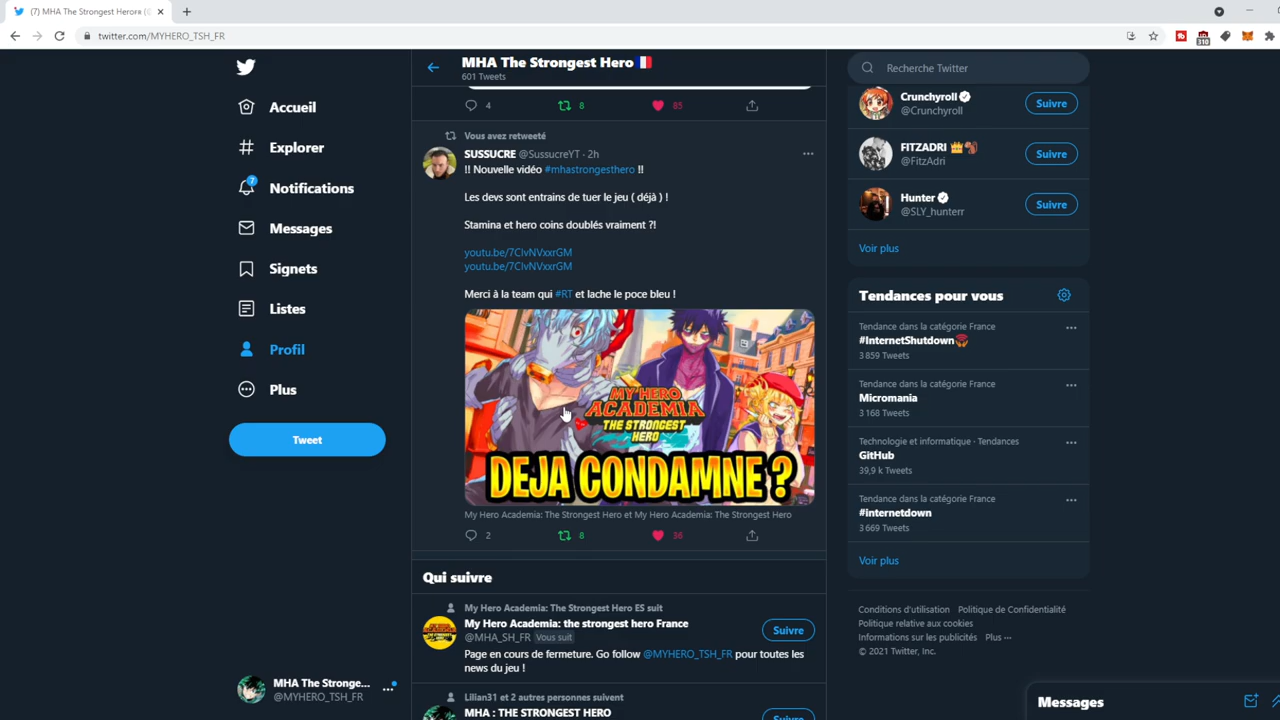 (7) MHA The Strongest Hero
twitter.com/MYHERO_TSH_FR
310
Accueil
Explorer
7
Notifications
Messages
Signets
Listes
Profil
Plus
Tweet
MHA The Stronge...
@MYHERO_TSH_FR
MHA The Strongest Hero
601 Tweets
4
8
85
Vous avez retweeté
SUSSUCRE @SussucreYT · 2h
!! Nouvelle vidéo #mhastrongesthero !!
Les devs sont entrains de tuer le jeu ( déjà ) !
Stamina et hero coins doublés vraiment ?!
youtu.be/7ClvNVxxrGM
youtu.be/7ClvNVxxrGM
Merci à la team qui #RT et lache le poce bleu !
MY HERO
ACADEMIA
THE STRONGEST
HERO
DEJA CONDAMNE ?
My Hero Academia: The Strongest Hero et My Hero Academia: The Strongest Hero
2
8
36
Qui suivre
My Hero Academia: The Strongest Hero ES suit
My Hero Academia: the strongest hero France
@MHA_SH_FR Vous suit
Suivre
Page en cours de fermeture. Go follow @MYHERO_TSH_FR pour toutes les
news du jeu !
Lilian31 et 2 autres personnes suivent
MHA : THE STRONGEST HERO
Recherche Twitter
Crunchyroll
@Crunchyroll
Suivre
FITZADRI
@FitzAdri
Suivre
Hunter
@SLY_hunterr
Suivre
Voir plus
Tendances pour vous
Tendance dans la catégorie France
#InternetShutdown
3 859 Tweets
Tendance dans la catégorie France
Micromania
3 168 Tweets
Technologie et informatique · Tendances
GitHub
39,9 k Tweets
Tendance dans la catégorie France
#internetdown
3 669 Tweets
Voir plus
Conditions d'utilisation Politique de Confidentialité
Politique relative aux cookies
Informations sur les publicités Plus ···
© 2021 Twitter, Inc.
Messages